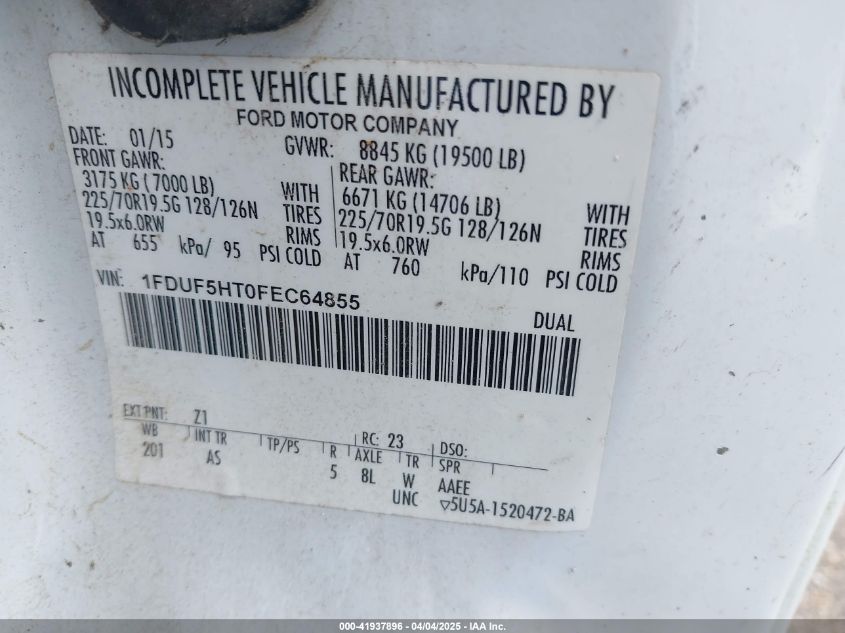 INCOMPLETE VEHICLE MANUFACTURED BY
FORD MOTOR COMPANY
DATE: 01/15 GVWR: 8845 KG (19500 LB)
FRONT GAWR: REAR GAWR:
3175 KG (7000 LB) WITH 6671 KG (14706 LB) WITH
225/70R19.5G 128/126N TIRES 225/70R19.5G 128/126N TIRES
19.5x6.0RW RIMS 19.5x6.0RW RIMS
AT 655 kPa/ 95 PSI COLD AT 760 kPa/110 PSI COLD
VIN: 1FDUF5HT0FEC64855
DUAL
EXT PNT: Z1 RC: 23 DSO:
WB INT TR TP/PS R AXLE TR SPR
201 AS 5 8L W AAEE
UNC ▽5U5A-1520472-BA
000-41937896 - 04/04/2025 - IAAI.COM